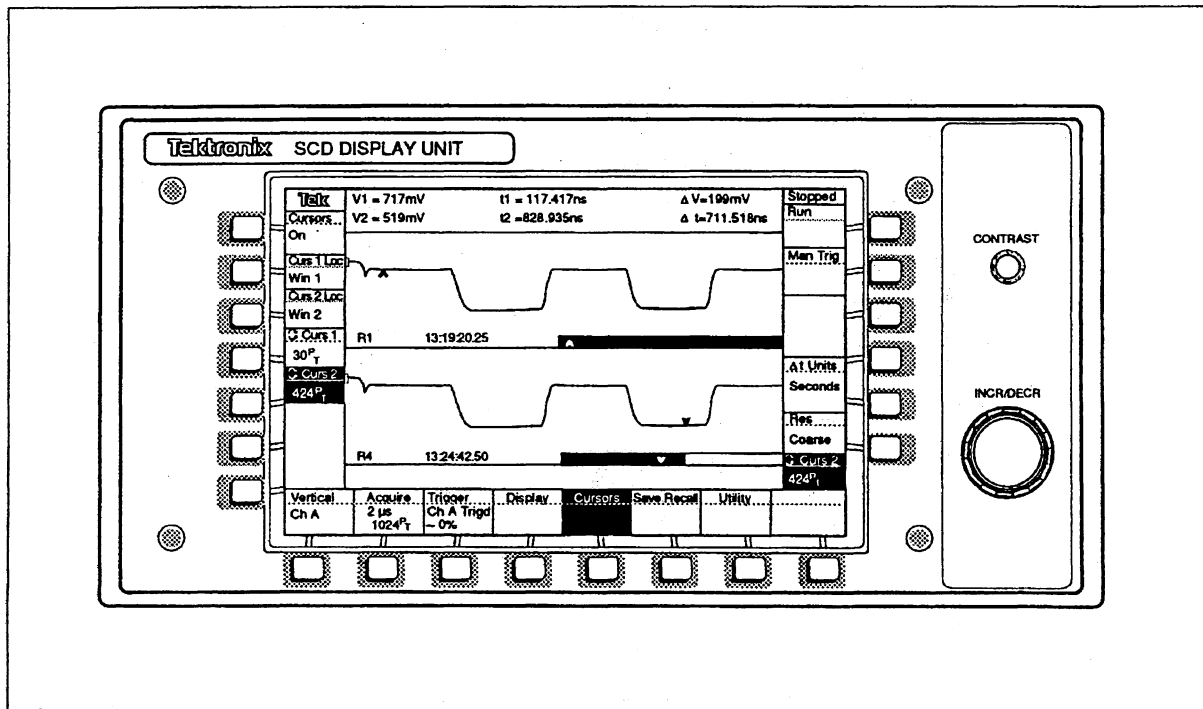 Tektronix SCD DISPLAY UNIT
Tek
V1 = 717mV t1 = 117.417ns Δ V=199mV
V2 = 519mV t2 =828.935ns Δ t=711.518ns
Stopped
Run
Cursors
On
Curs 1 Loc
Win 1
Curs 2 Loc
Win 2
Curs 1
30PT
Curs 2
424PT
Man Trig
R1 13:19:20.25
R4 13:24:42.50
Δt Units
Seconds
Res
Coarse
Curs 2
424Pt
Vertical Acquire Trigger Display Cursors Save Recall Utility
Ch A 2 µs Ch A Trigd
1024PT ~ 0%
CONTRAST
INCR/DECR